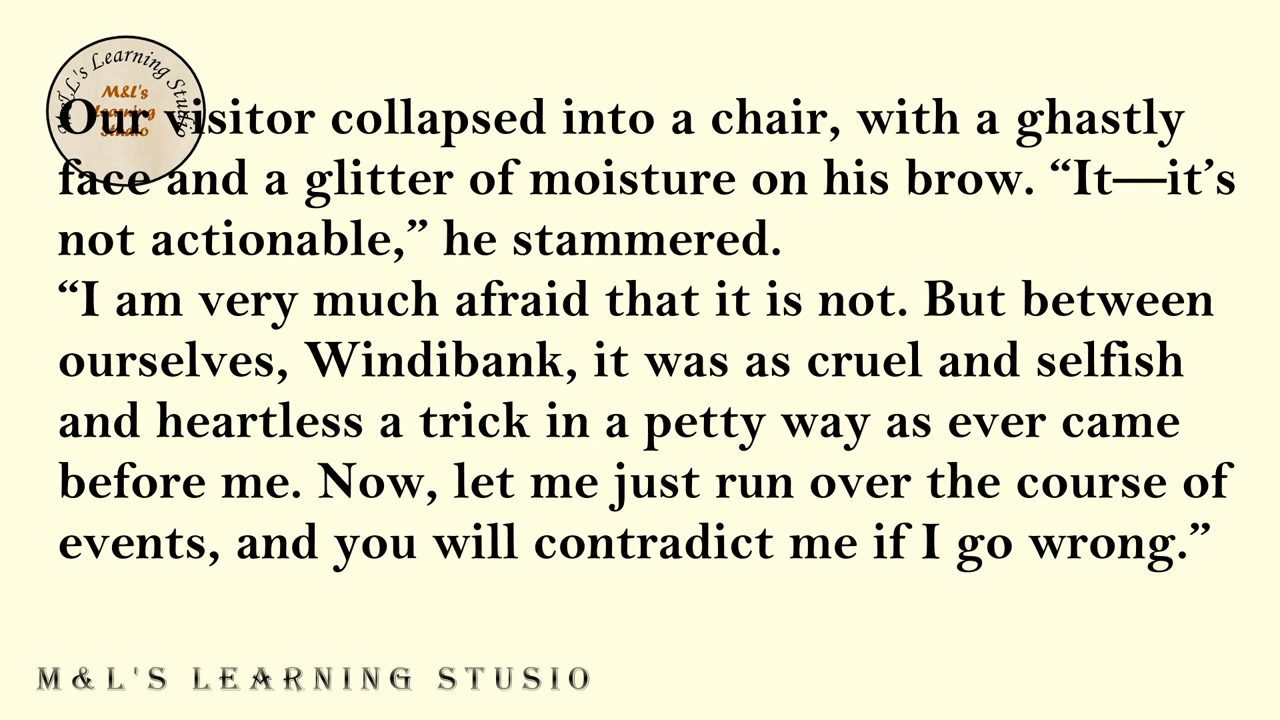 M&L's Learning Studio
M&L's
Learning
Studio
Our visitor collapsed into a chair, with a ghastly
face and a glitter of moisture on his brow. “It—it’s
not actionable,” he stammered.
“I am very much afraid that it is not. But between
ourselves, Windibank, it was as cruel and selfish
and heartless a trick in a petty way as ever came
before me. Now, let me just run over the course of
events, and you will contradict me if I go wrong.”
M&L'S LEARNING STUSIO